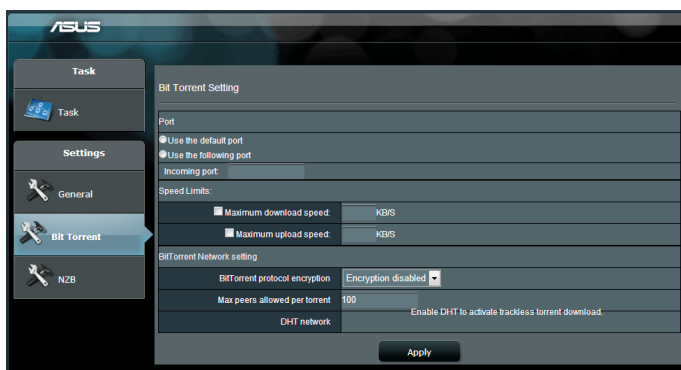 ASUS
Task
Task
Settings
General
Bit Torrent
NZB
Bit Torrent Setting
Port
Use the default port
Use the following port
Incoming port:
Speed Limits:
Maximum download speed: KB/S
Maximum upload speed: KB/S
BitTorrent Network setting
BitTorrent protocol encryption Encryption disabled
Max peers allowed per torrent 100
DHT network Enable DHT to activate trackless torrent download.
Apply